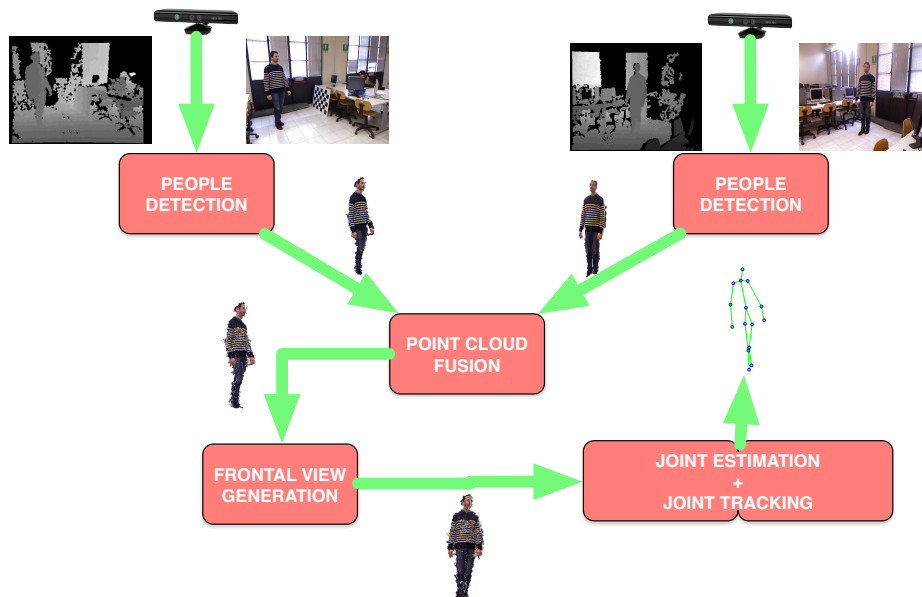 PEOPLE
DETECTION
PEOPLE
DETECTION
POINT CLOUD
FUSION
FRONTAL VIEW
GENERATION
JOINT ESTIMATION
+
JOINT TRACKING